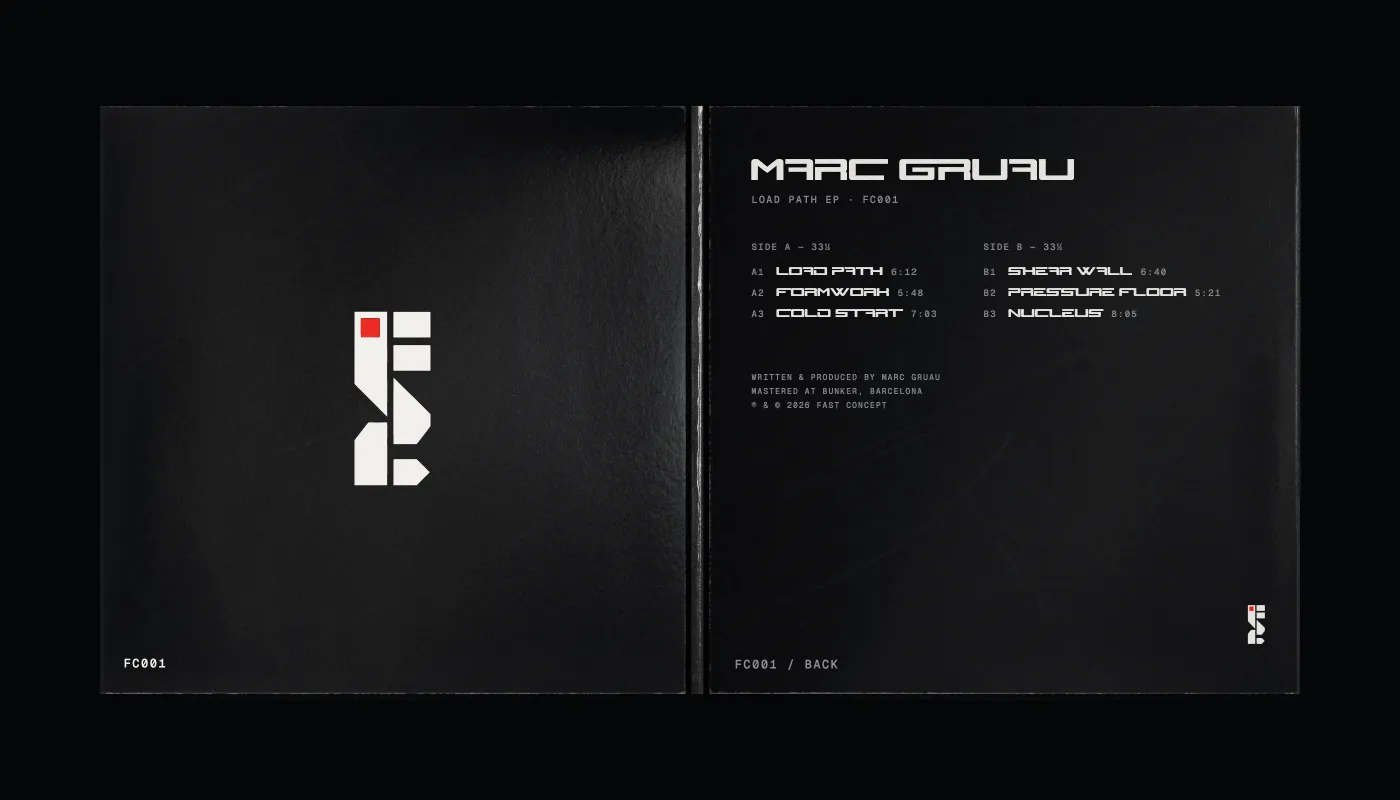 FC001
MARC GRUAU
LOAD PATH EP · FC001
SIDE A — 33⅓
A1 LOAD PATH 6:12
A2 FORMWORK 5:48
A3 COLD START 7:03
SIDE B — 33⅓
B1 SHEAR WALL 6:40
B2 PRESSURE FLOOR 5:21
B3 NUCLEUS 8:05
WRITTEN & PRODUCED BY MARC GRUAU
MASTERED AT BUNKER, BARCELONA
℗ & © 2026 FAST CONCEPT
FC001 / BACK